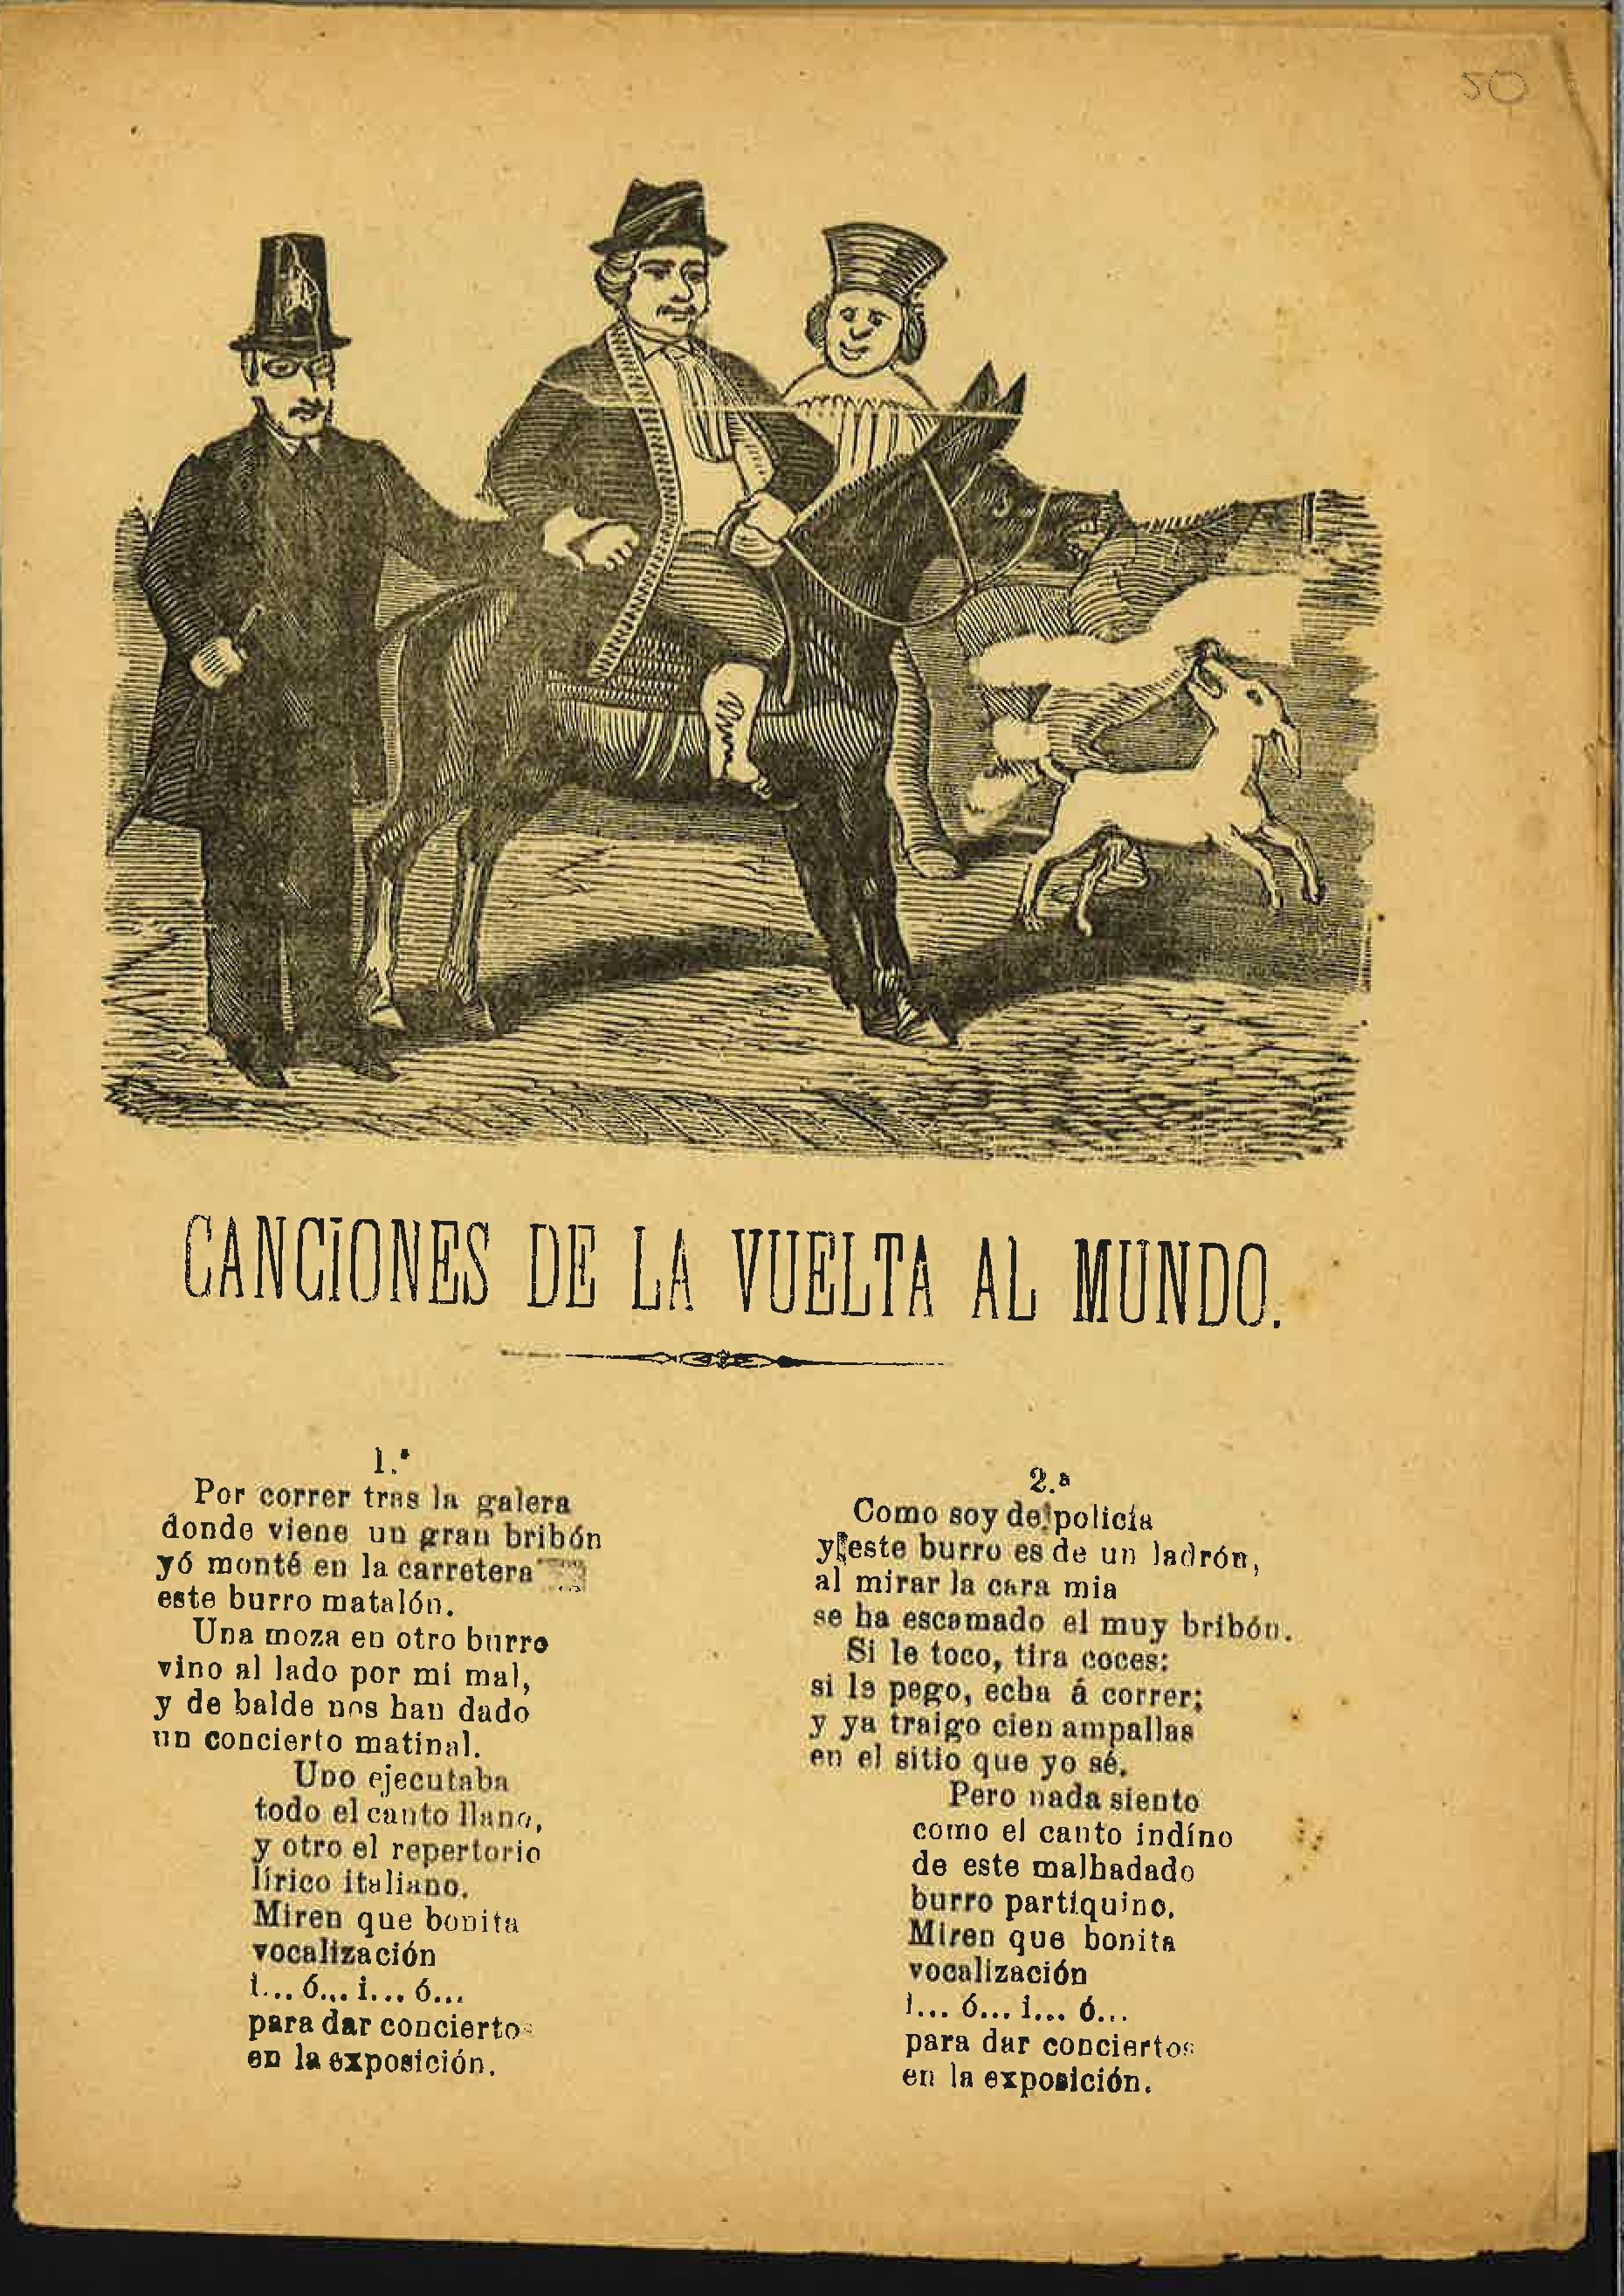 20
CANCIONES DE LA VUELTA AL MUNDO.
1.ª
Por correr tras la galera
donde viene un gran bribón
yó monté en la carretera
este burro matalón.
Una moza en otro burro
vino al lado por mi mal,
y de balde nos han dado
un concierto matinal.
Uno ejecutaba
todo el canto llano,
y otro el repertorio
lírico italiano.
Miren que bonita
vocalización
i... ó... i... ó...
para dar conciertos
en la exposición.
2.ª
Como soy de policía
y este burro es de un ladrón,
al mirar la cara mia
se ha escamado el muy bribón.
Si le toco, tira coces:
si le pego, echa á correr;
y ya traigo cien ampallas
en el sitio que yo sé.
Pero nada siento
como el canto indíno
de este malhadado
burro partiquino.
Miren que bonita
vocalización
i... ó... i... ó...
para dar conciertos
en la exposición.